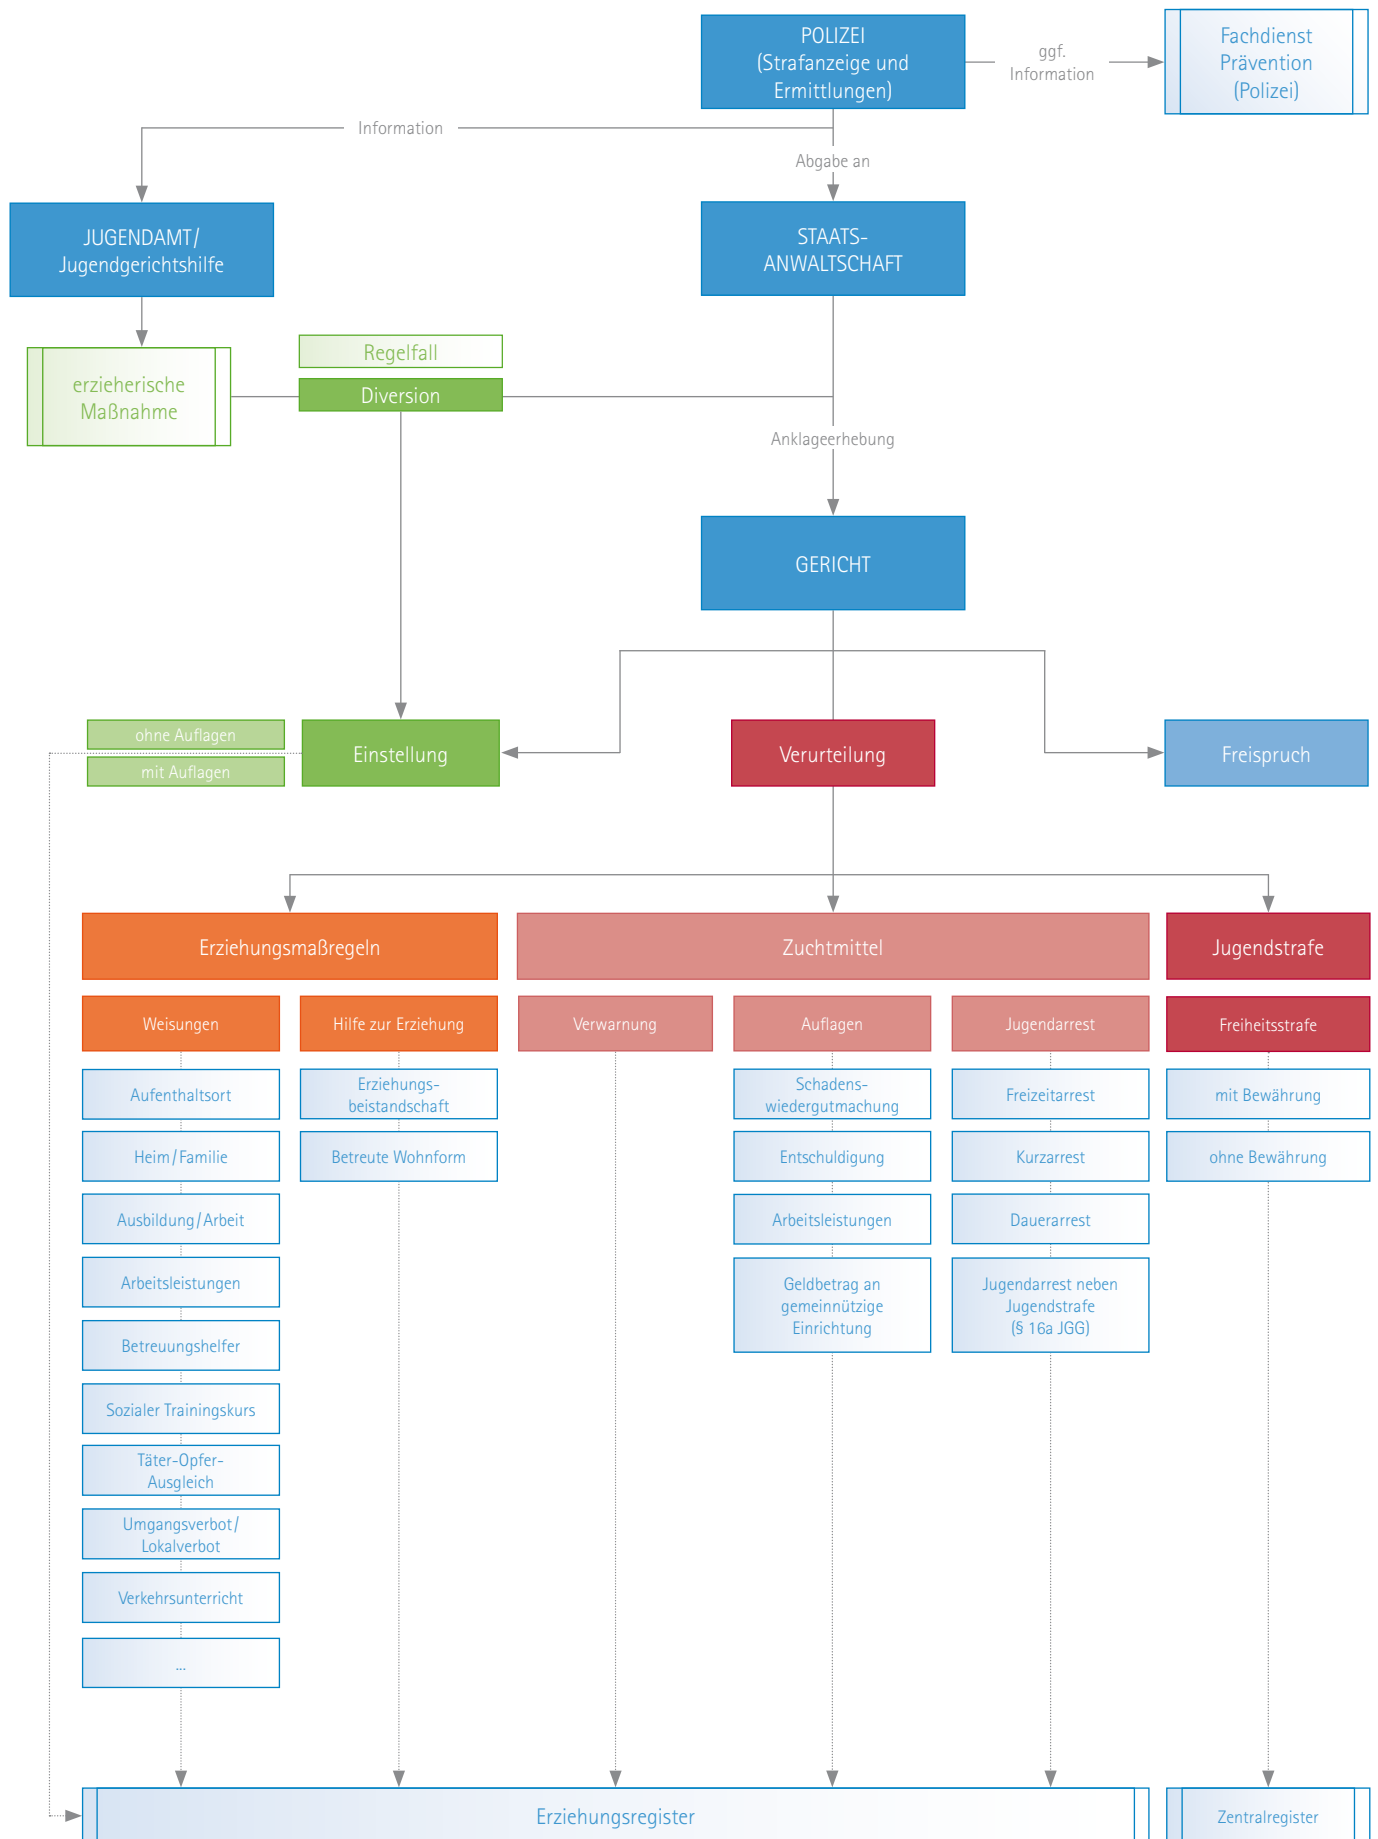 POLIZEI
(Strafanzeige und
Ermittlungen)
ggf.
Information
Fachdienst
Prävention
(Polizei)
Information
Abgabe an
JUGENDAMT/
Jugendgerichtshilfe
STAATS-
ANWALTSCHAFT
erzieherische
Maßnahme
Regelfall
Diversion
Anklageerhebung
GERICHT
ohne Auflagen
mit Auflagen
Einstellung
Verurteilung
Freispruch
Erziehungsmaßregeln
Zuchtmittel
Jugendstrafe
Weisungen
Hilfe zur Erziehung
Verwarnung
Auflagen
Jugendarrest
Freiheitsstrafe
Aufenthaltsort
Heim/Familie
Ausbildung/Arbeit
Arbeitsleistungen
Betreuungshelfer
Sozialer Trainingskurs
Täter-Opfer-
Ausgleich
Umgangsverbot/
Lokalverbot
Verkehrsunterricht
...
Erziehungs-
beistandschaft
Betreute Wohnform
Schadens-
wiedergutmachung
Entschuldigung
Arbeitsleistungen
Geldbetrag an
gemeinnützige
Einrichtung
Freizeitarrest
Kurzarrest
Dauerarrest
Jugendarrest neben
Jugendstrafe
(§ 16a JGG)
mit Bewährung
ohne Bewährung
Erziehungsregister
Zentralregister